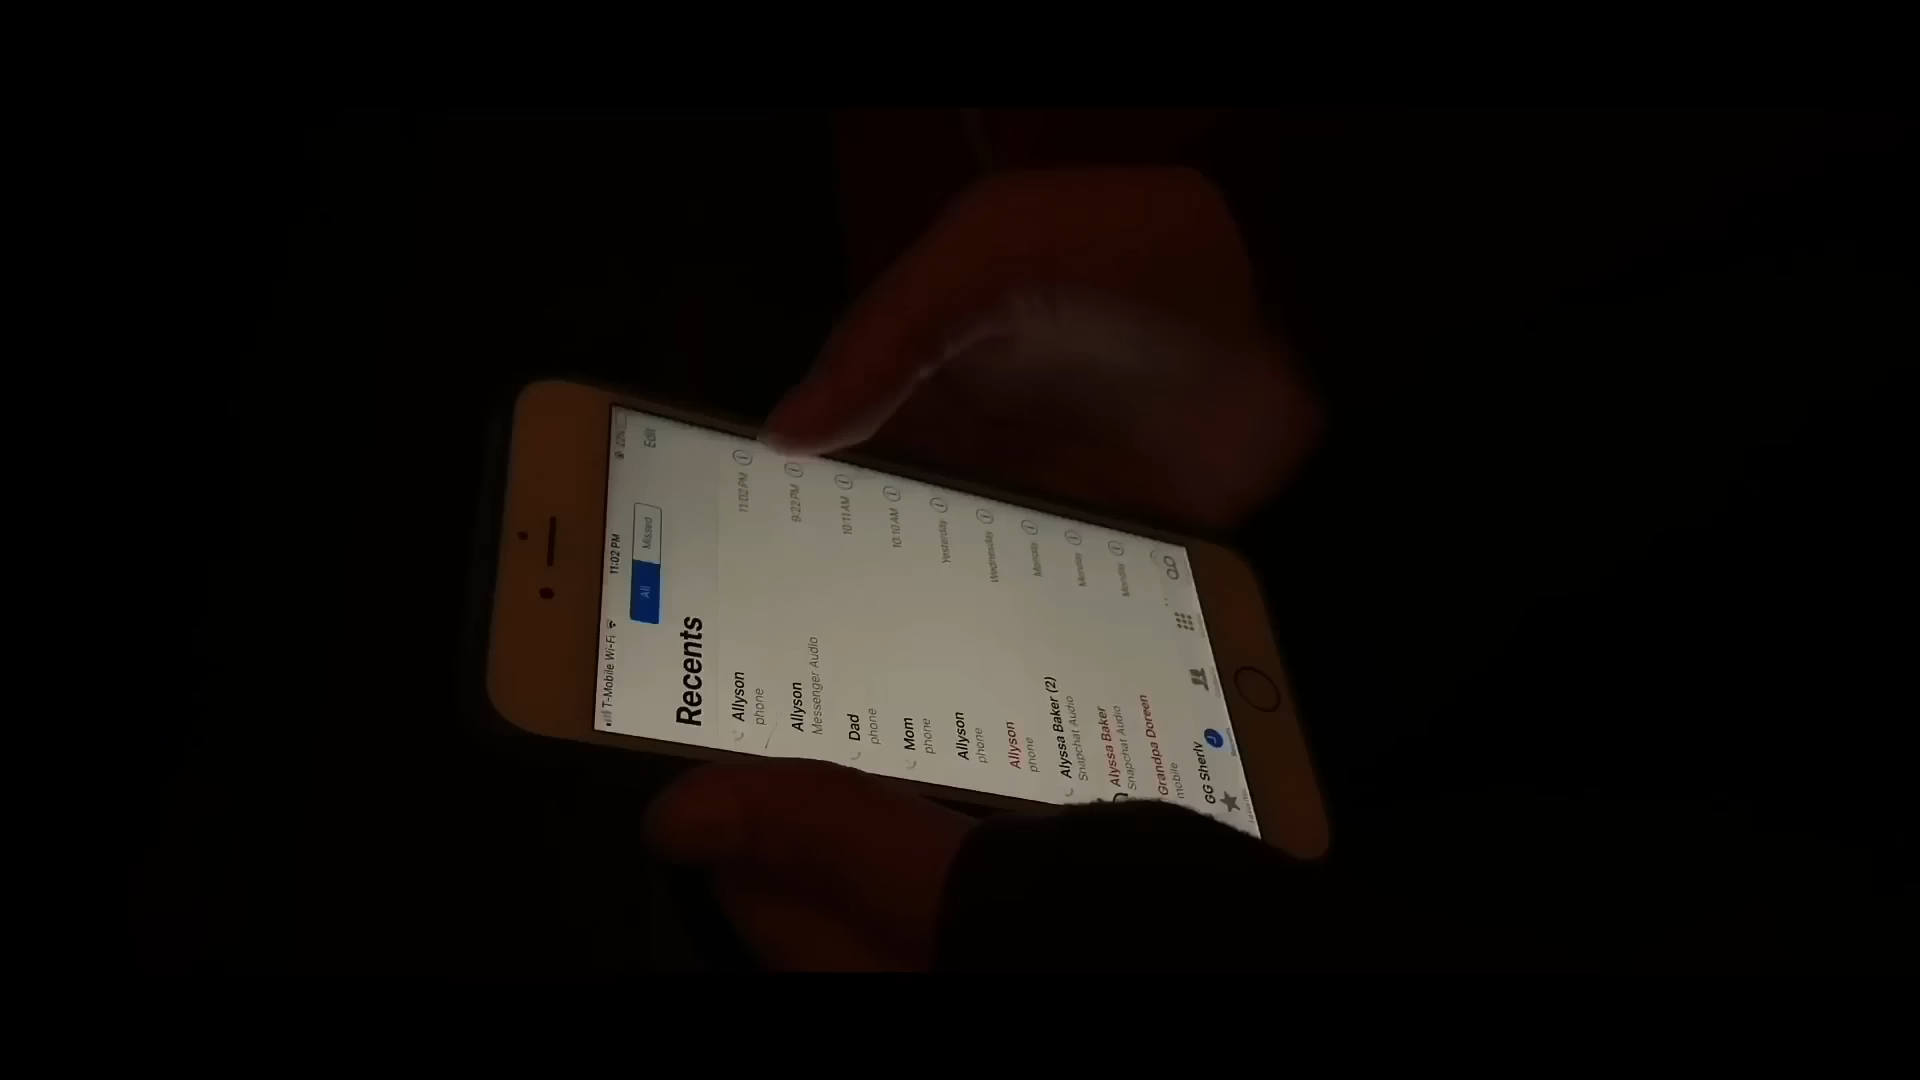 T-Mobile Wi-Fi 11:02 PM 22%
All Missed Edit
Recents
Allyson 11:02 PM
phone
Allyson 9:22 PM
Messenger Audio
Dad 10:11 AM
phone
Mom 10:10 AM
phone
Allyson Yesterday
phone
Allyson Wednesday
phone
Alyssa Baker (2) Monday
Snapchat Audio
Alyssa Baker Monday
Snapchat Audio
Grandpa Doreen Monday
mobile
GG Sherly